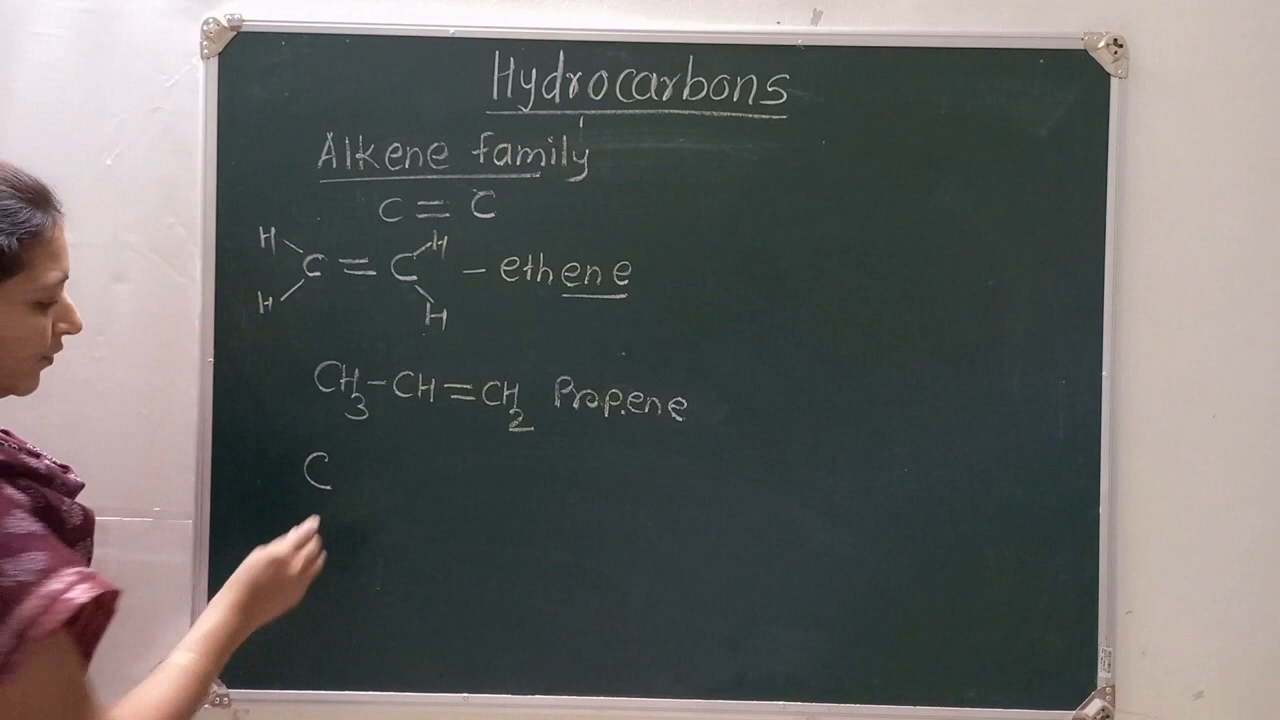 Hydrocarbons
Alkene family
C = C
H H
C = C - ethene
H H
CH3-CH=CH2 Propene
C